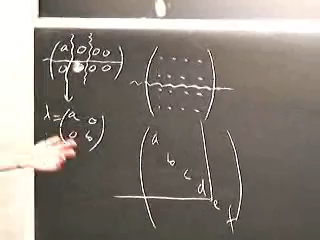 ( a 0 0 0 )
( 0 0 0 )
λ = ( a 0 )
( 0 b )
a
b
c
d
e
f